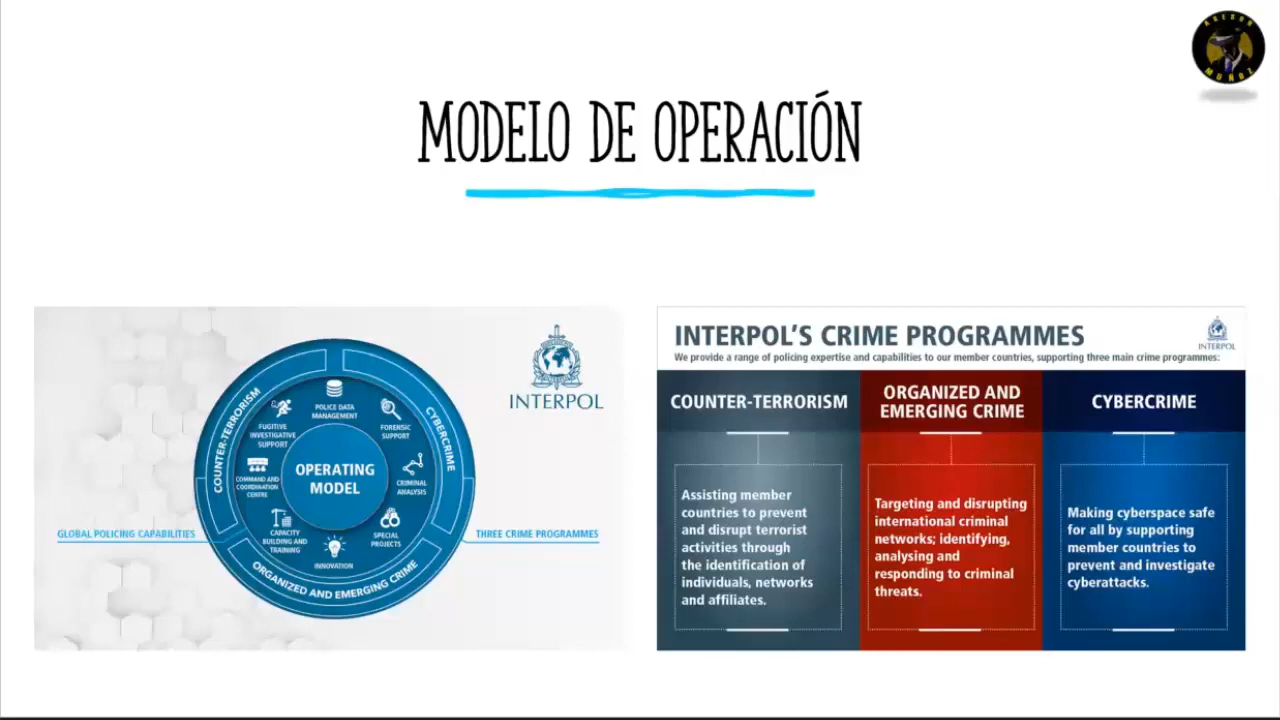 ASESOR
MUÑOZ
MODELO DE OPERACIÓN
INTERPOL
COUNTER-TERRORISM
CYBERCRIME
ORGANIZED AND EMERGING CRIME
POLICE DATA
MANAGEMENT
FUGITIVE
INVESTIGATIVE
SUPPORT
FORENSIC
SUPPORT
COMMAND AND
COORDINATION
CENTRE
OPERATING
MODEL
CRIMINAL
ANALYSIS
CAPACITY
BUILDING AND
TRAINING
SPECIAL
PROJECTS
INNOVATION
GLOBAL POLICING CAPABILITIES
THREE CRIME PROGRAMMES
INTERPOL'S CRIME PROGRAMMES
We provide a range of policing expertise and capabilities to our member countries, supporting three main crime programmes:
INTERPOL
COUNTER-TERRORISM
Assisting member
countries to prevent
and disrupt terrorist
activities through
the identification of
individuals, networks
and affiliates.
ORGANIZED AND
EMERGING CRIME
Targeting and disrupting
international criminal
networks; identifying,
analysing and
responding to criminal
threats.
CYBERCRIME
Making cyberspace safe
for all by supporting
member countries to
prevent and investigate
cyberattacks.